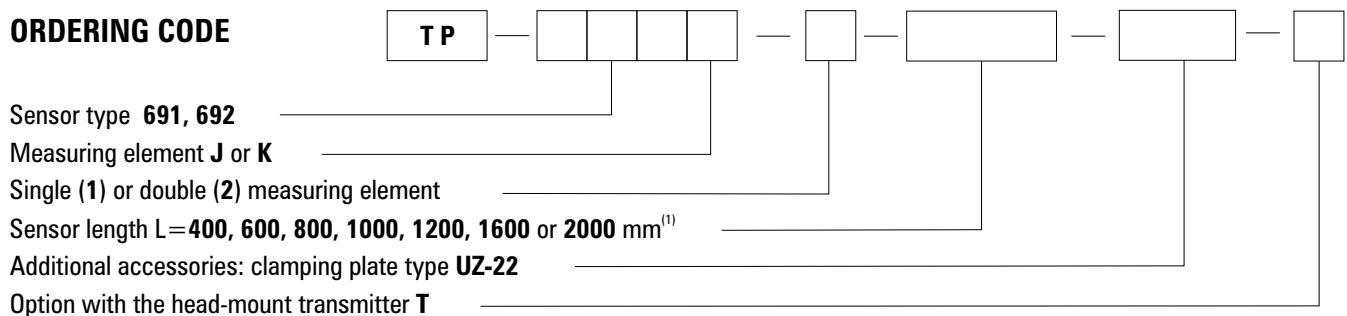 ORDERING CODE
T P
Sensor type 691, 692
Measuring element J or K
Single (1) or double (2) measuring element
Sensor length L=400, 600, 800, 1000, 1200, 1600 or 2000 mm(1)
Additional accessories: clamping plate type UZ-22
Option with the head-mount transmitter T